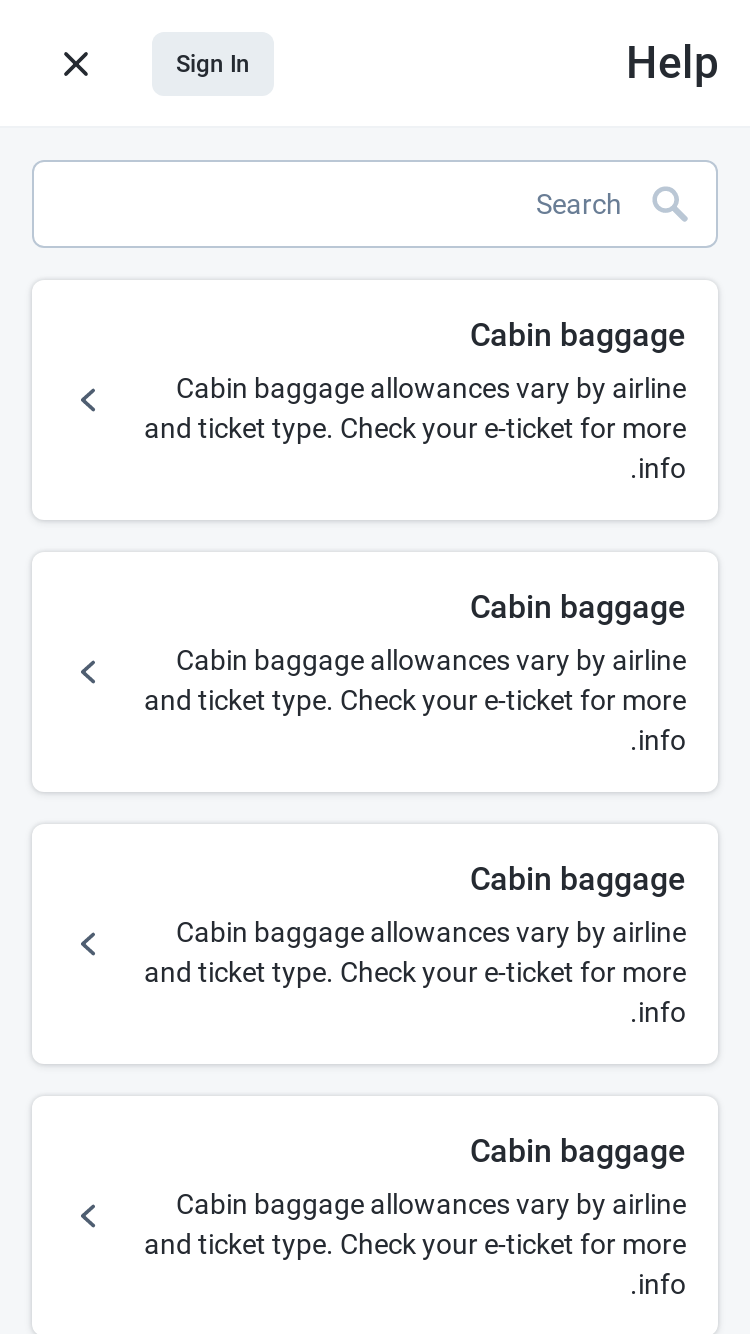 Help
Sign In
Search
Cabin baggage
Cabin baggage allowances vary by airline
and ticket type. Check your e-ticket for more
.info
Cabin baggage
Cabin baggage allowances vary by airline
and ticket type. Check your e-ticket for more
.info
Cabin baggage
Cabin baggage allowances vary by airline
and ticket type. Check your e-ticket for more
.info
Cabin baggage
Cabin baggage allowances vary by airline
and ticket type. Check your e-ticket for more
.info